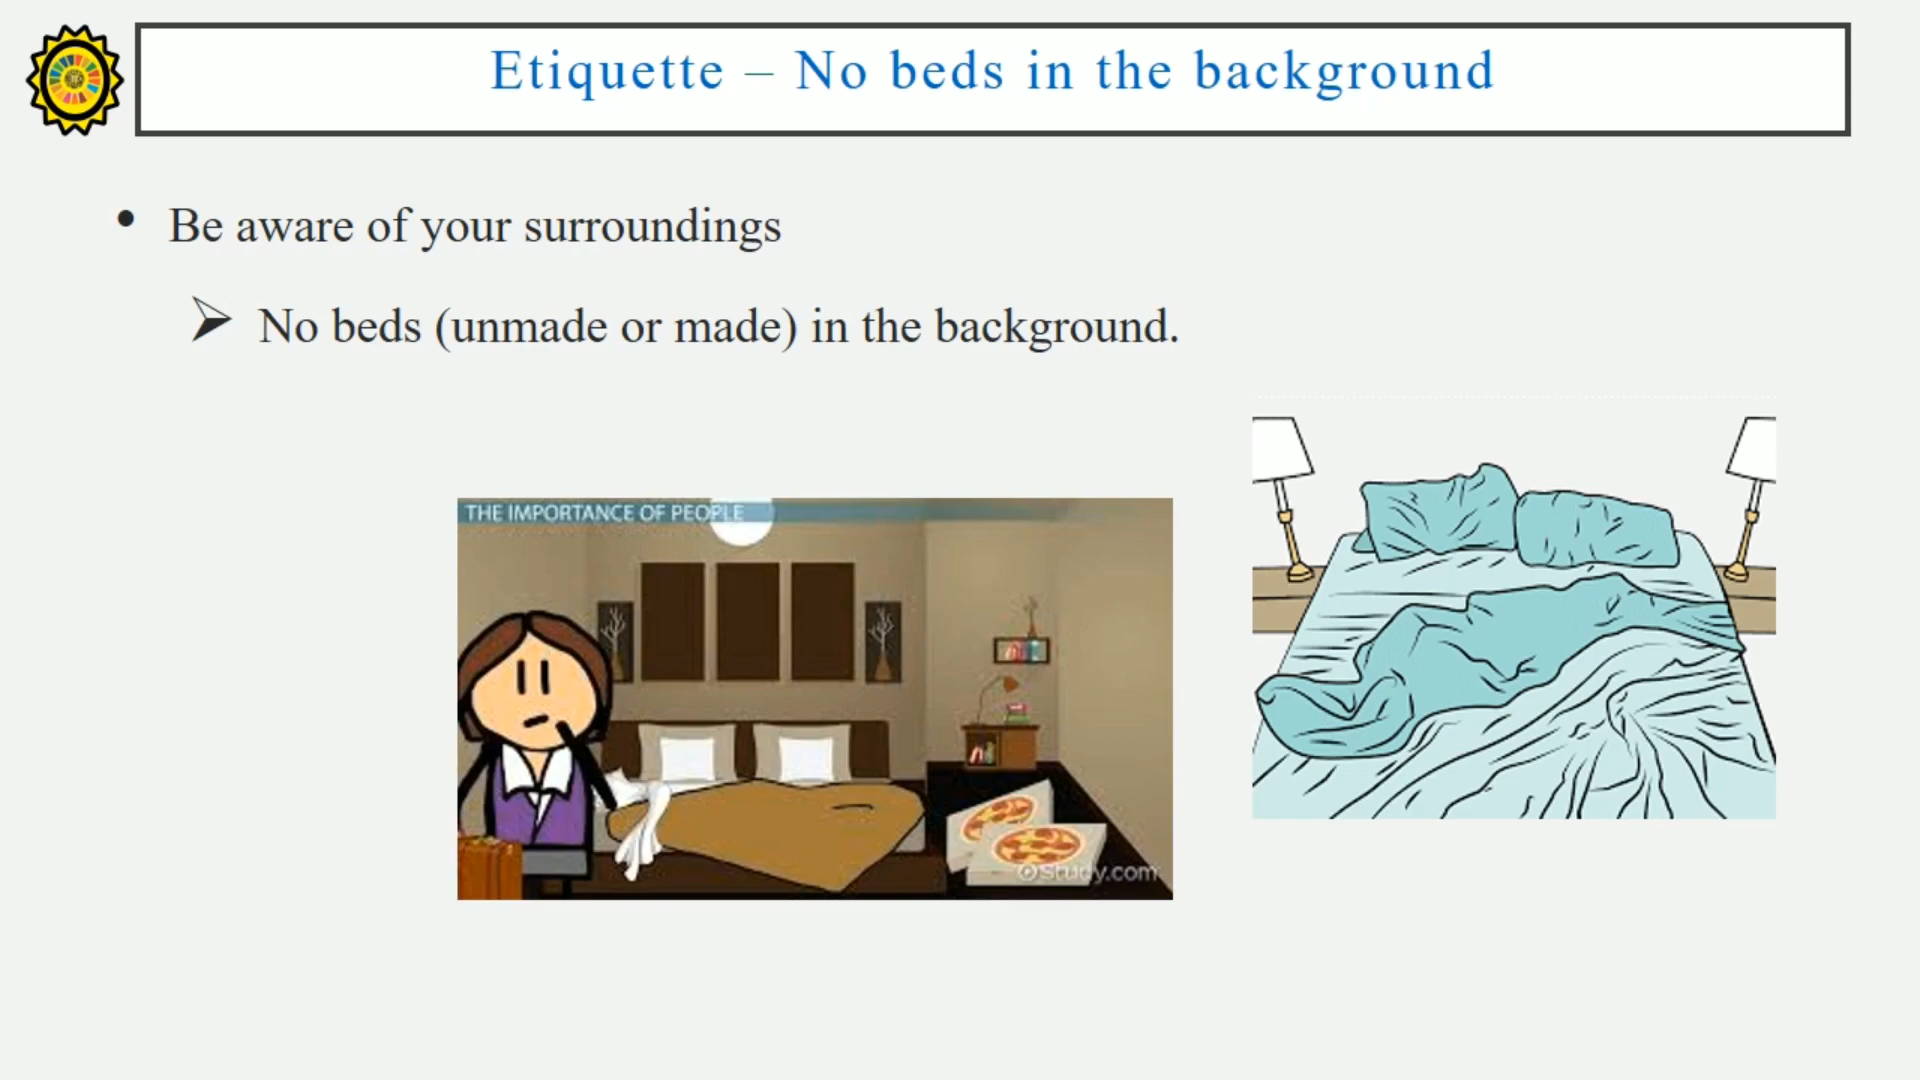 Etiquette – No beds in the background
• Be aware of your surroundings
➢ No beds (unmade or made) in the background.
THE IMPORTANCE OF PEOPLE
Study.com